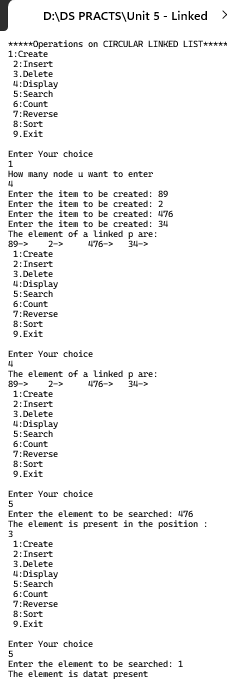 D:\DS PRACTS\Unit 5 - Linked
*****Operations on CIRCULAR LINKED LIST*****
1:Create
2:Insert
3.Delete
4:Display
5:Search
6:Count
7:Reverse
8:Sort
9.Exit
Enter Your choice
1
How many node u want to enter
4
Enter the item to be created: 89
Enter the item to be created: 2
Enter the item to be created: 476
Enter the item to be created: 34
The element of a linked p are:
89-> 2-> 476-> 34->
1:Create
2:Insert
3.Delete
4:Display
5:Search
6:Count
7:Reverse
8:Sort
9.Exit
Enter Your choice
4
The element of a linked p are:
89-> 2-> 476-> 34->
1:Create
2:Insert
3.Delete
4:Display
5:Search
6:Count
7:Reverse
8:Sort
9.Exit
Enter Your choice
5
Enter the element to be searched: 476
The element is present in the position :
3
1:Create
2:Insert
3.Delete
4:Display
5:Search
6:Count
7:Reverse
8:Sort
9.Exit
Enter Your choice
5
Enter the element to be searched: 1
The element is datat present